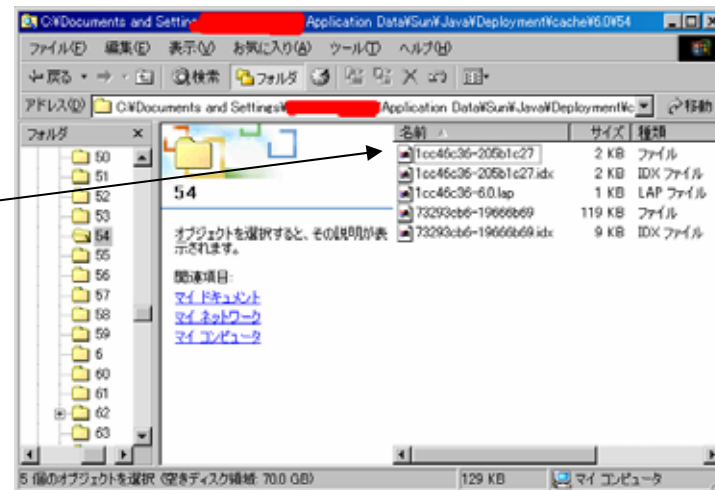 C:¥Documents and Setting Application Data¥Sun¥Java¥Deployment¥cache¥6.0¥54
ファイル(F) 編集(E) 表示(V) お気に入り(A) ツール(T) ヘルプ(H)
戻る 検索 フォルダ
アドレス(D) C:¥Documents and Settings¥ Application Data¥Sun¥Java¥Deployment¥c 移動
フォルダ × 名前 サイズ 種類
50
51
52
53
54
55
56
57
58
59
6
60
61
62
63
54
オブジェクトを選択すると、その説明が表
示されます。
関連項目:
マイ ドキュメント
マイ ネットワーク
マイ コンピュータ
1cc46c36-205b1c27 2 KB ファイル
1cc46c36-205b1c27.idx 2 KB IDX ファイル
1cc46c36-6.0.lap 1 KB LAP ファイル
73293cb6-19666b69 119 KB ファイル
73293cb6-19666b69.idx 9 KB IDX ファイル
5 個のオブジェクトを選択 (空きディスク領域: 70.0 GB) 129 KB マイ コンピュータ